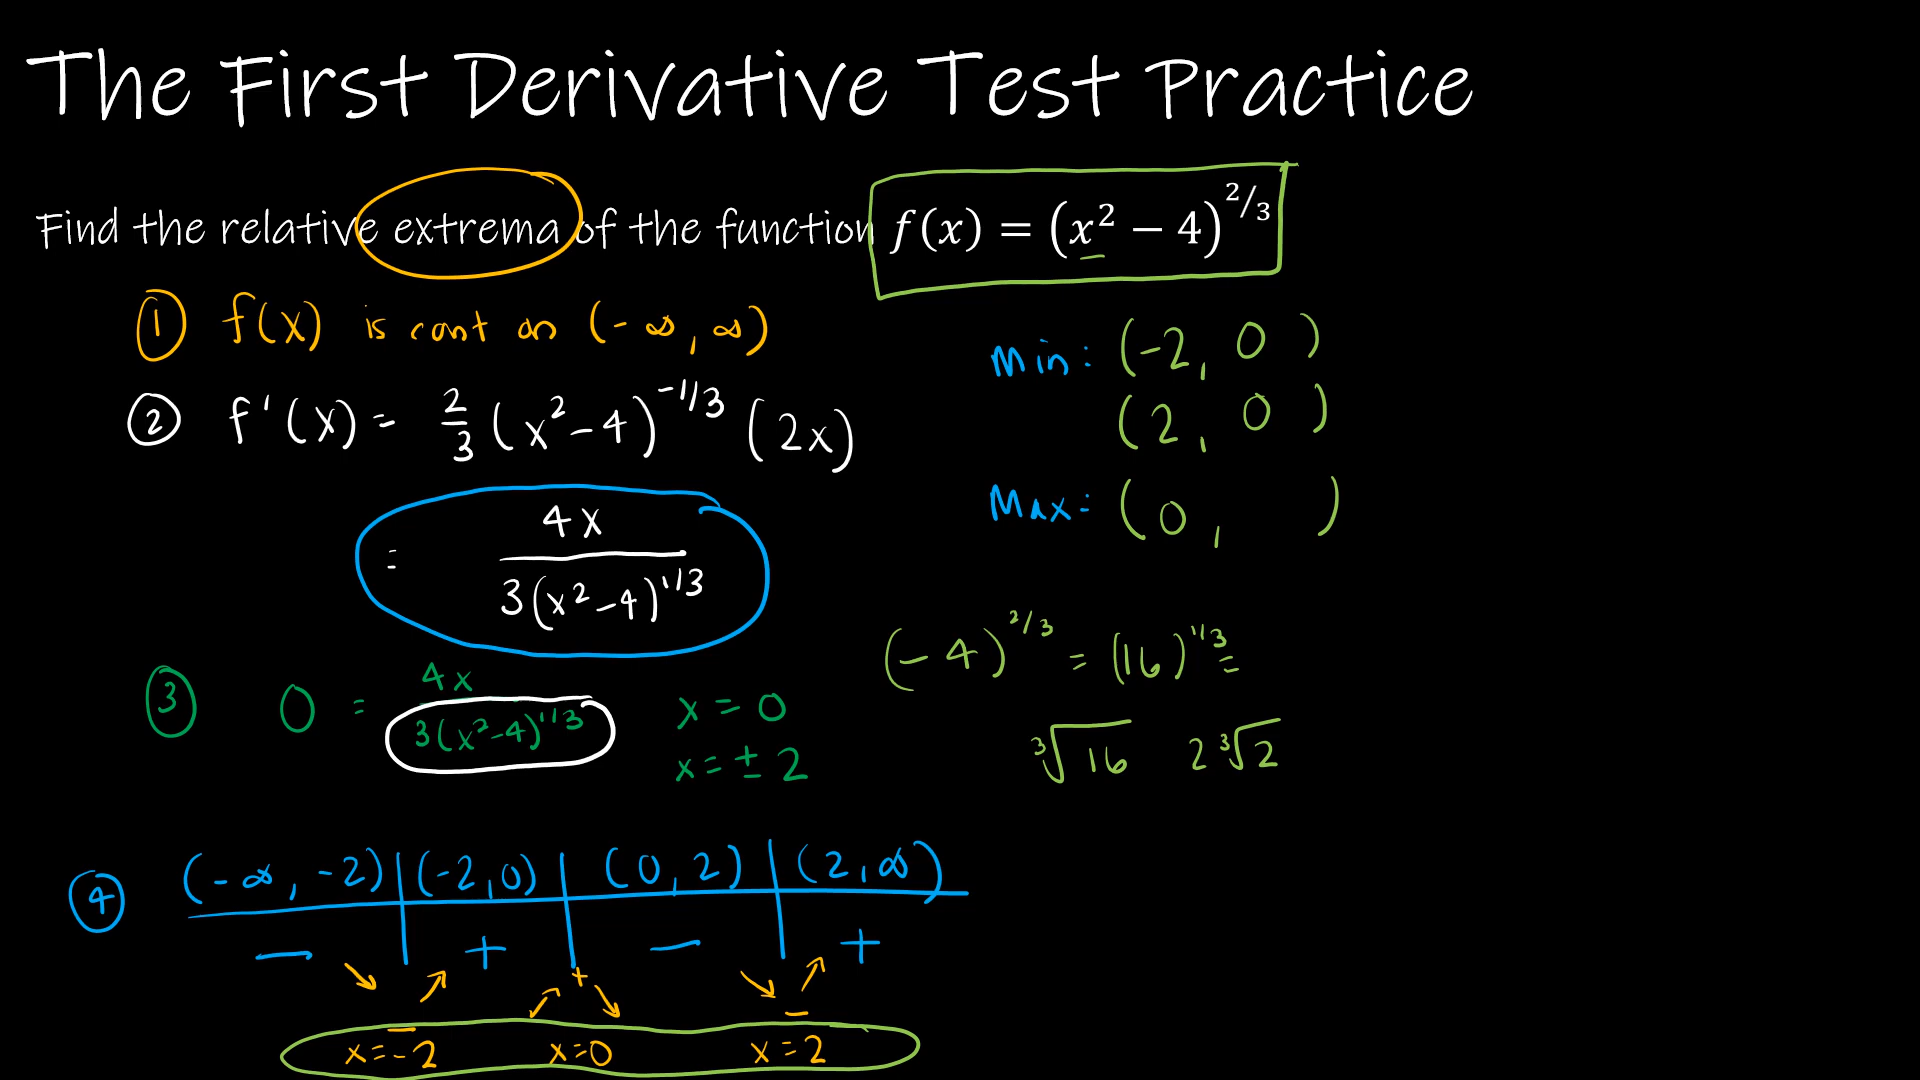 The First Derivative Test Practice
Find the relative extrema of the function f(x) = (x² − 4)^2/3
① f(x) is cont on (-∞, ∞)
② f'(x) = 2/3 (x²-4)^-1/3 (2x)
= 4x / 3(x²-4)^1/3
③ 0 = 4x / 3(x²-4)^1/3 x = 0
x = ± 2
④ (-∞, -2) | (-2,0) | (0,2) | (2,∞)
− + − +
− + −
x=-2 x=0 x=2
Min: (-2, 0 )
(2, 0 )
Max: (0, )
(-4)^2/3 = (16)^1/3 =
∛16 2∛2